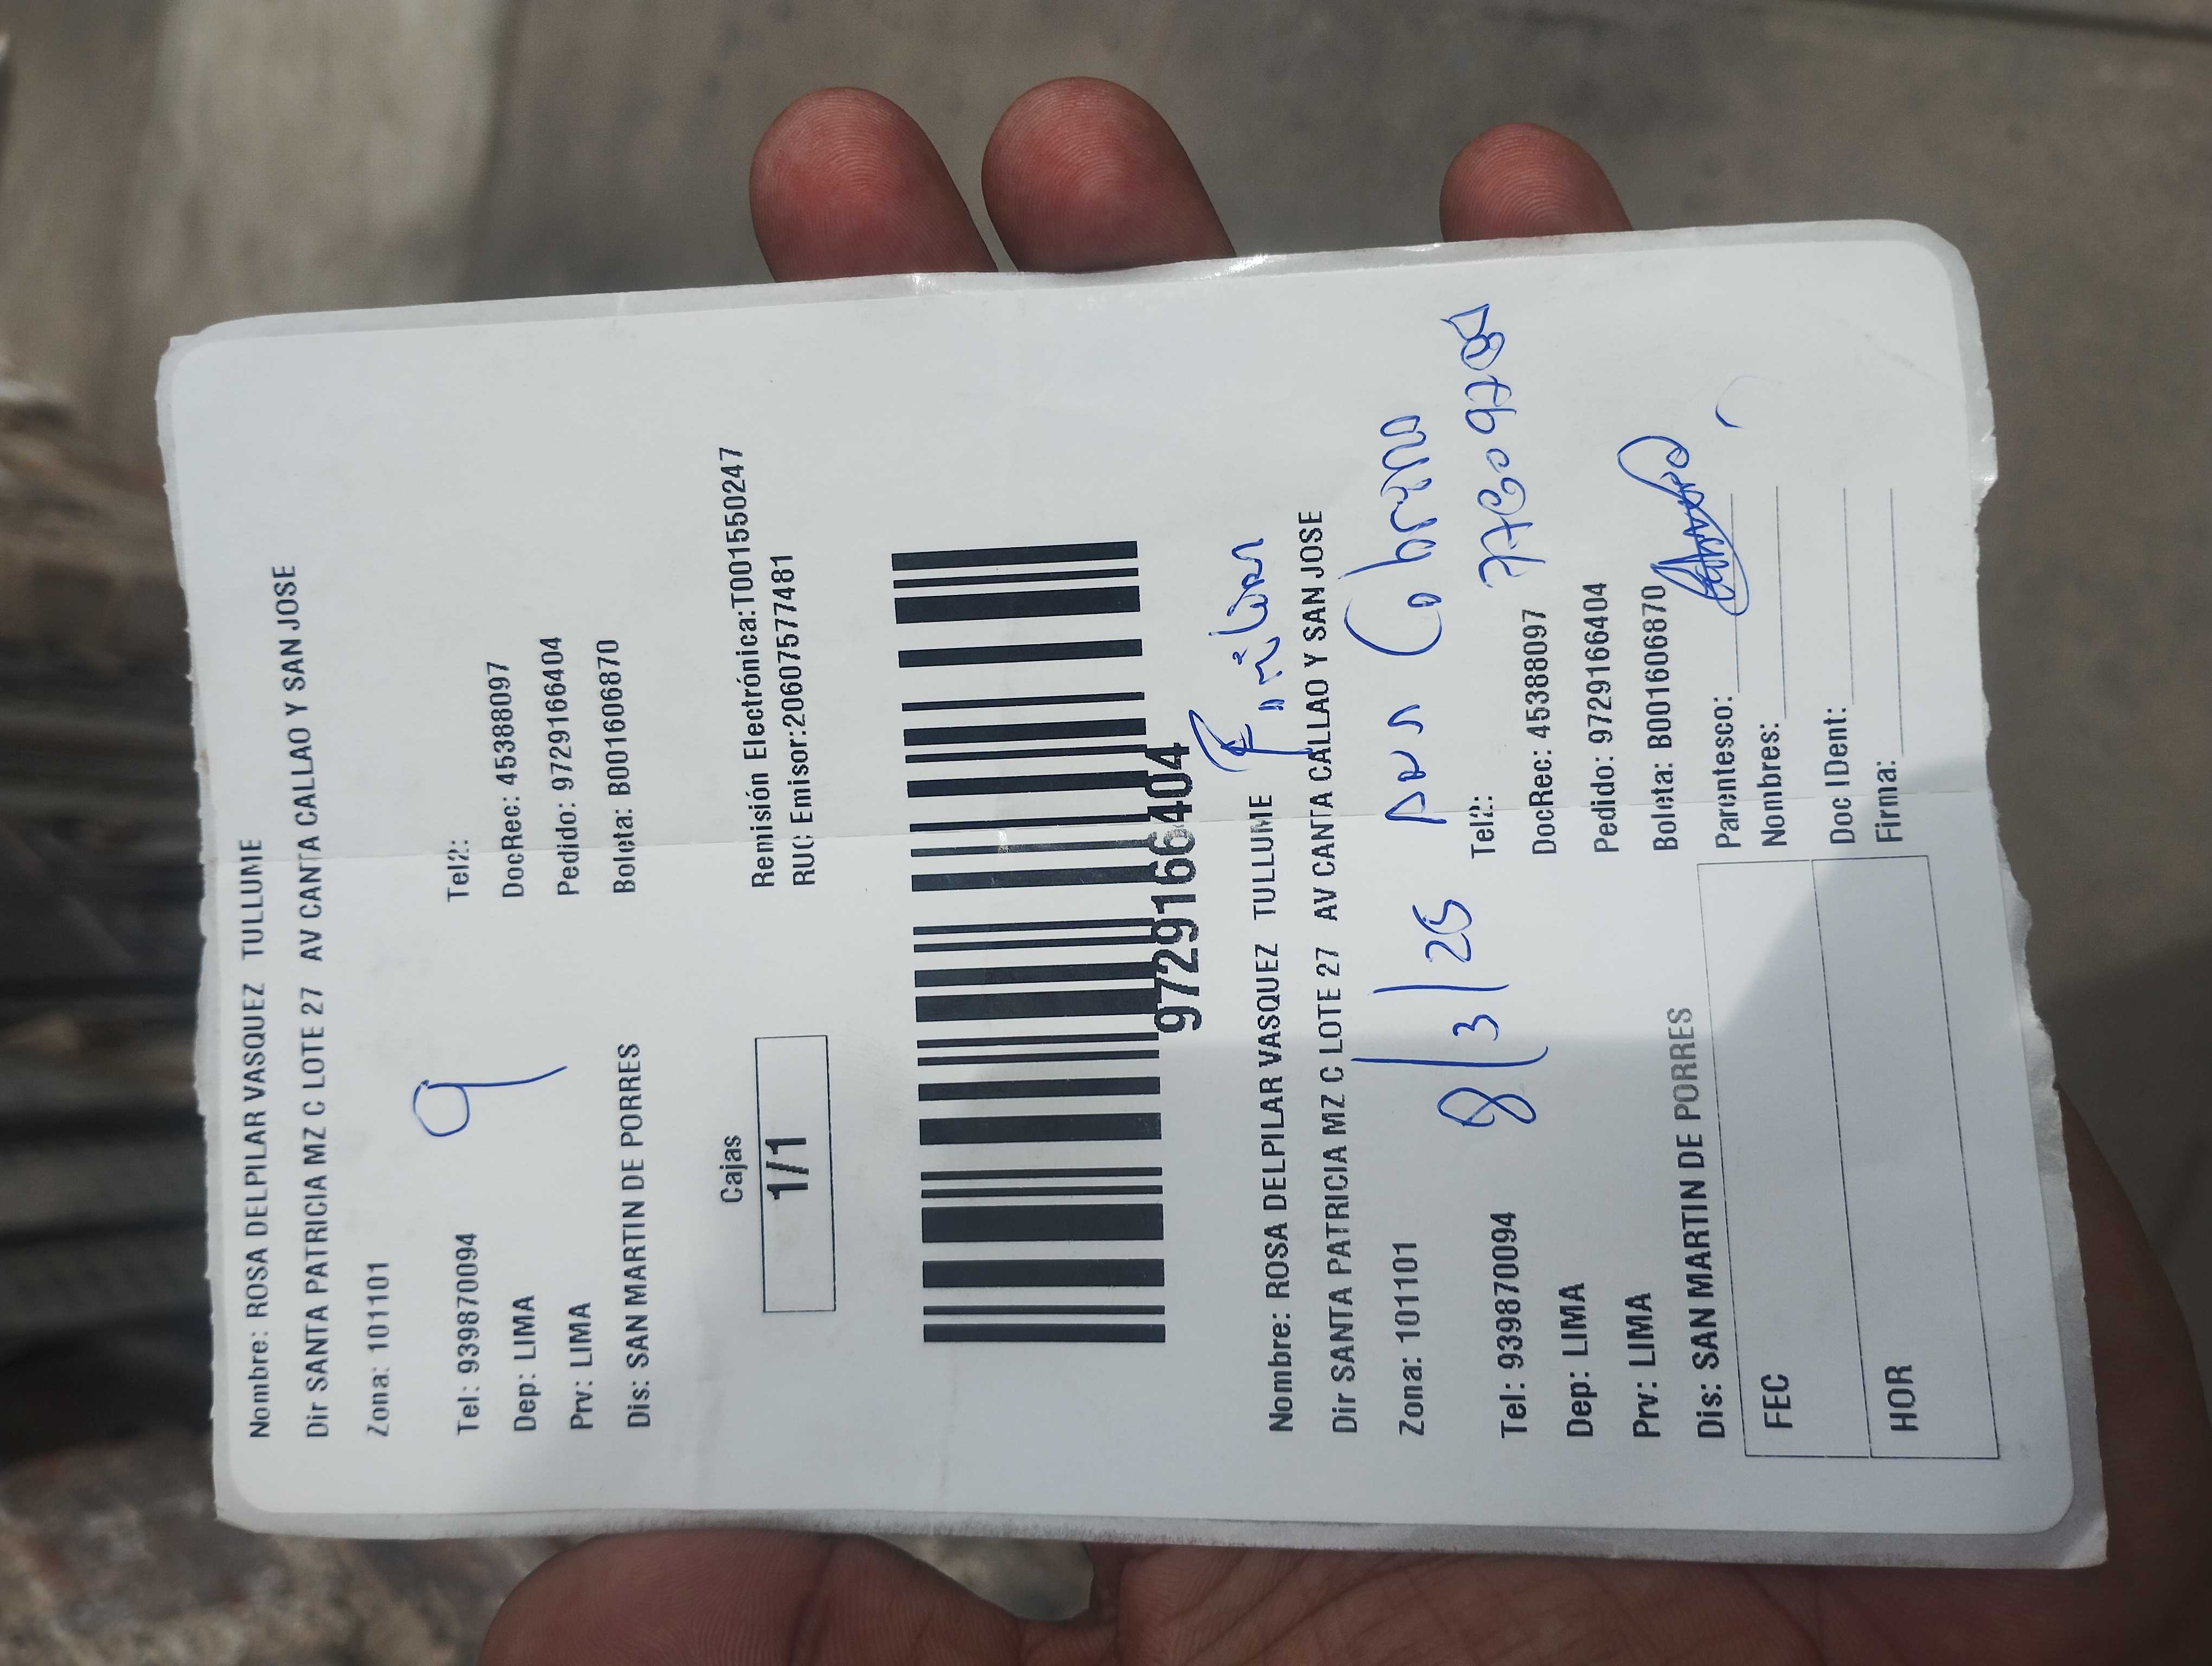 Nombre: ROSA DELPILAR VASQUEZ TULLUME
Dir SANTA PATRICIA MZ C LOTE 27 AV CANTA CALLAO Y SAN JOSE
Zona: 101101
9
Tel: 939870094 Tel2:
Dep: LIMA DocRec: 45388097
Prv: LIMA Pedido: 9729166404
Dis: SAN MARTIN DE PORRES Boleta: B001606870
Cajas Remisión Electrónica:T001550247
1/1 RUC Emisor:20607577481
9729166404
Nombre: ROSA DELPILAR VASQUEZ TULLUME
Dir SANTA PATRICIA MZ C LOTE 27 AV CANTA CALLAO Y SAN JOSE
Zona: 101101
8/3/25
Tel: 939870094 Tel2:
Dep: LIMA DocRec: 45388097
Prv: LIMA Pedido: 9729166404
Dis: SAN MARTIN DE PORRES Boleta: B001606870
Parentesco:
FEC Nombres:
Doc IDent:
HOR Firma: